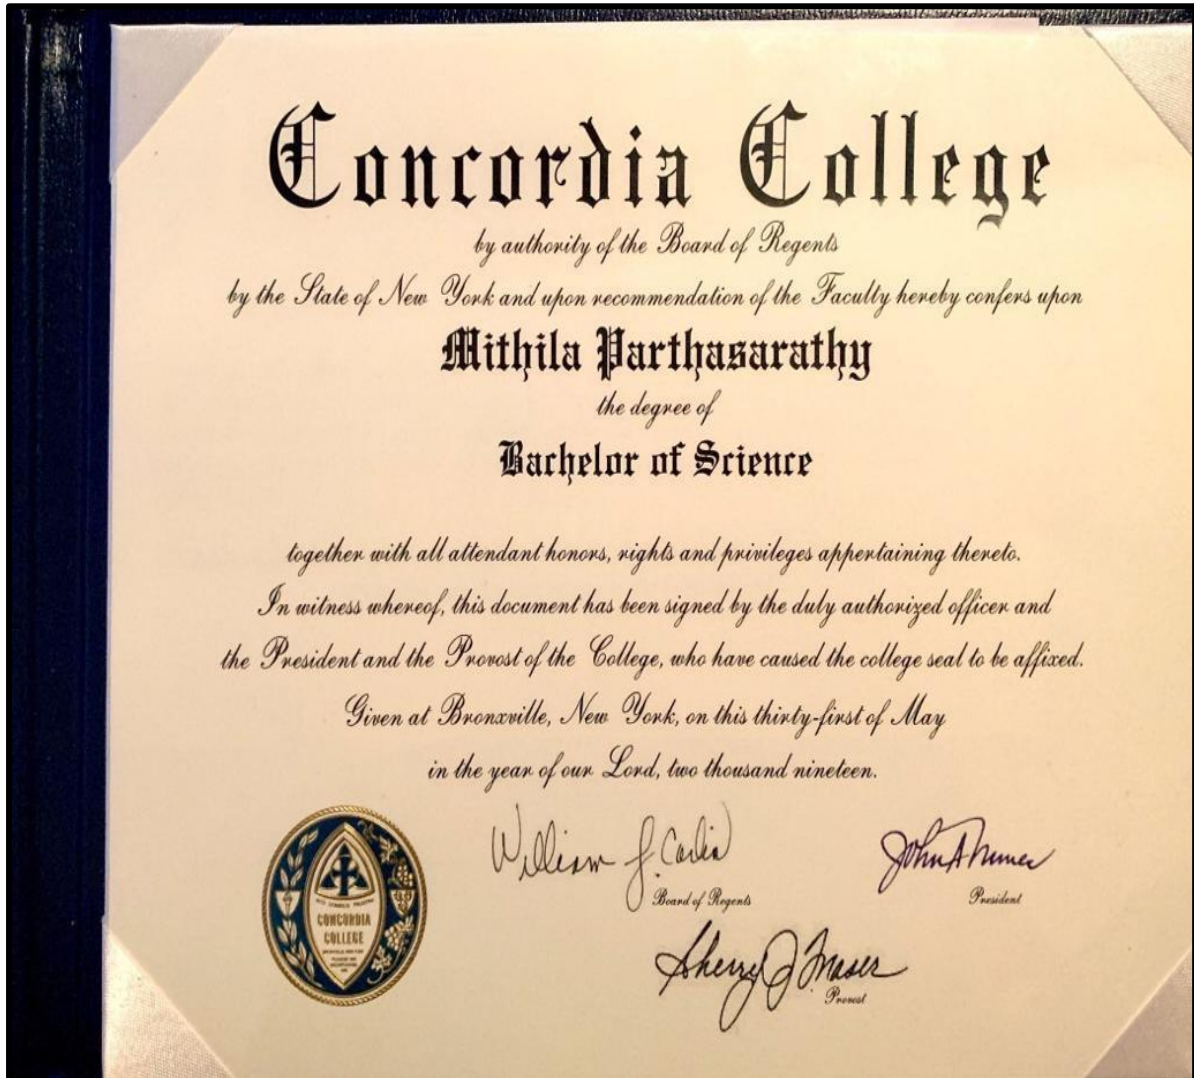 Concordia College
by authority of the Board of Regents
by the State of New York and upon recommendation of the Faculty hereby confers upon
Mithila Parthasarathy
the degree of
Bachelor of Science
together with all attendant honors, rights and privileges appertaining thereto.
In witness whereof, this document has been signed by the duly authorized officer and
the President and the Provost of the College, who have caused the college seal to be affixed.
Given at Bronxville, New York, on this thirty-first of May
in the year of our Lord, two thousand nineteen.
William J.
Board of Regents
John A
President
Sherry J Fraser
Provost
CONCORDIA
COLLEGE